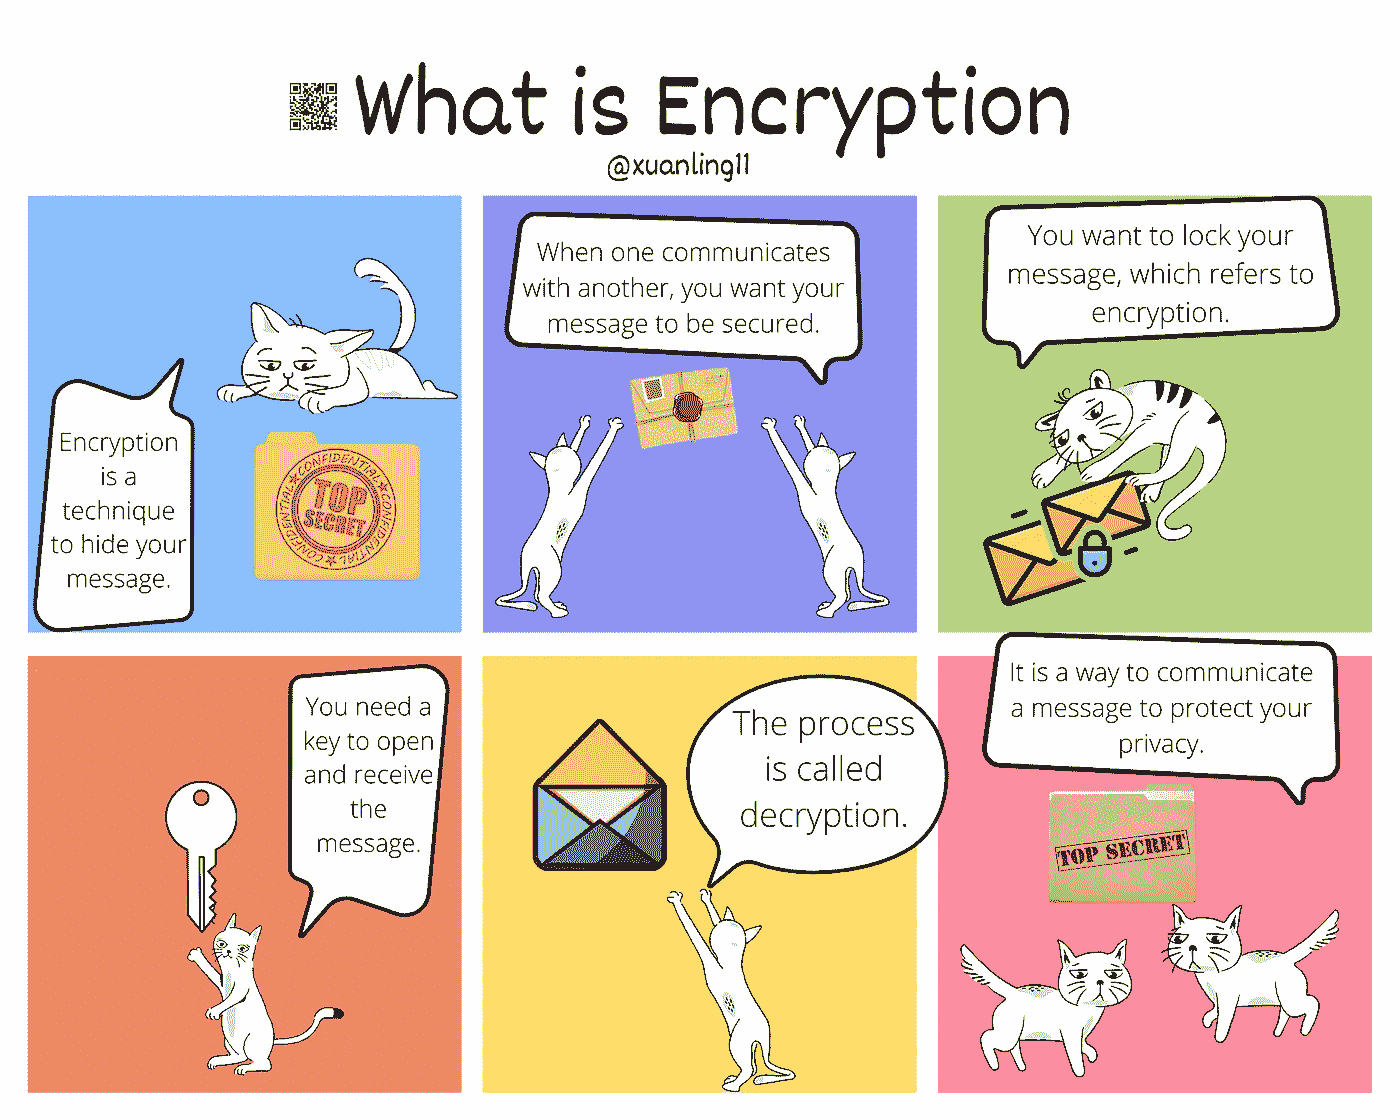 What is Encryption
@xuanling11
Encryption
is a
technique
to hide your
message.
CONFIDENTIAL
CONFIDENTIAL
CONFIDENTIAL
CONFIDENTIAL
TOP
SECRET
When one communicates
with another, you want your
message to be secured.
You want to lock your
message, which refers to
encryption.
You need a
key to open
and receive
the
message.
The process
is called
decryption.
It is a way to communicate
a message to protect your
privacy.
TOP SECRET